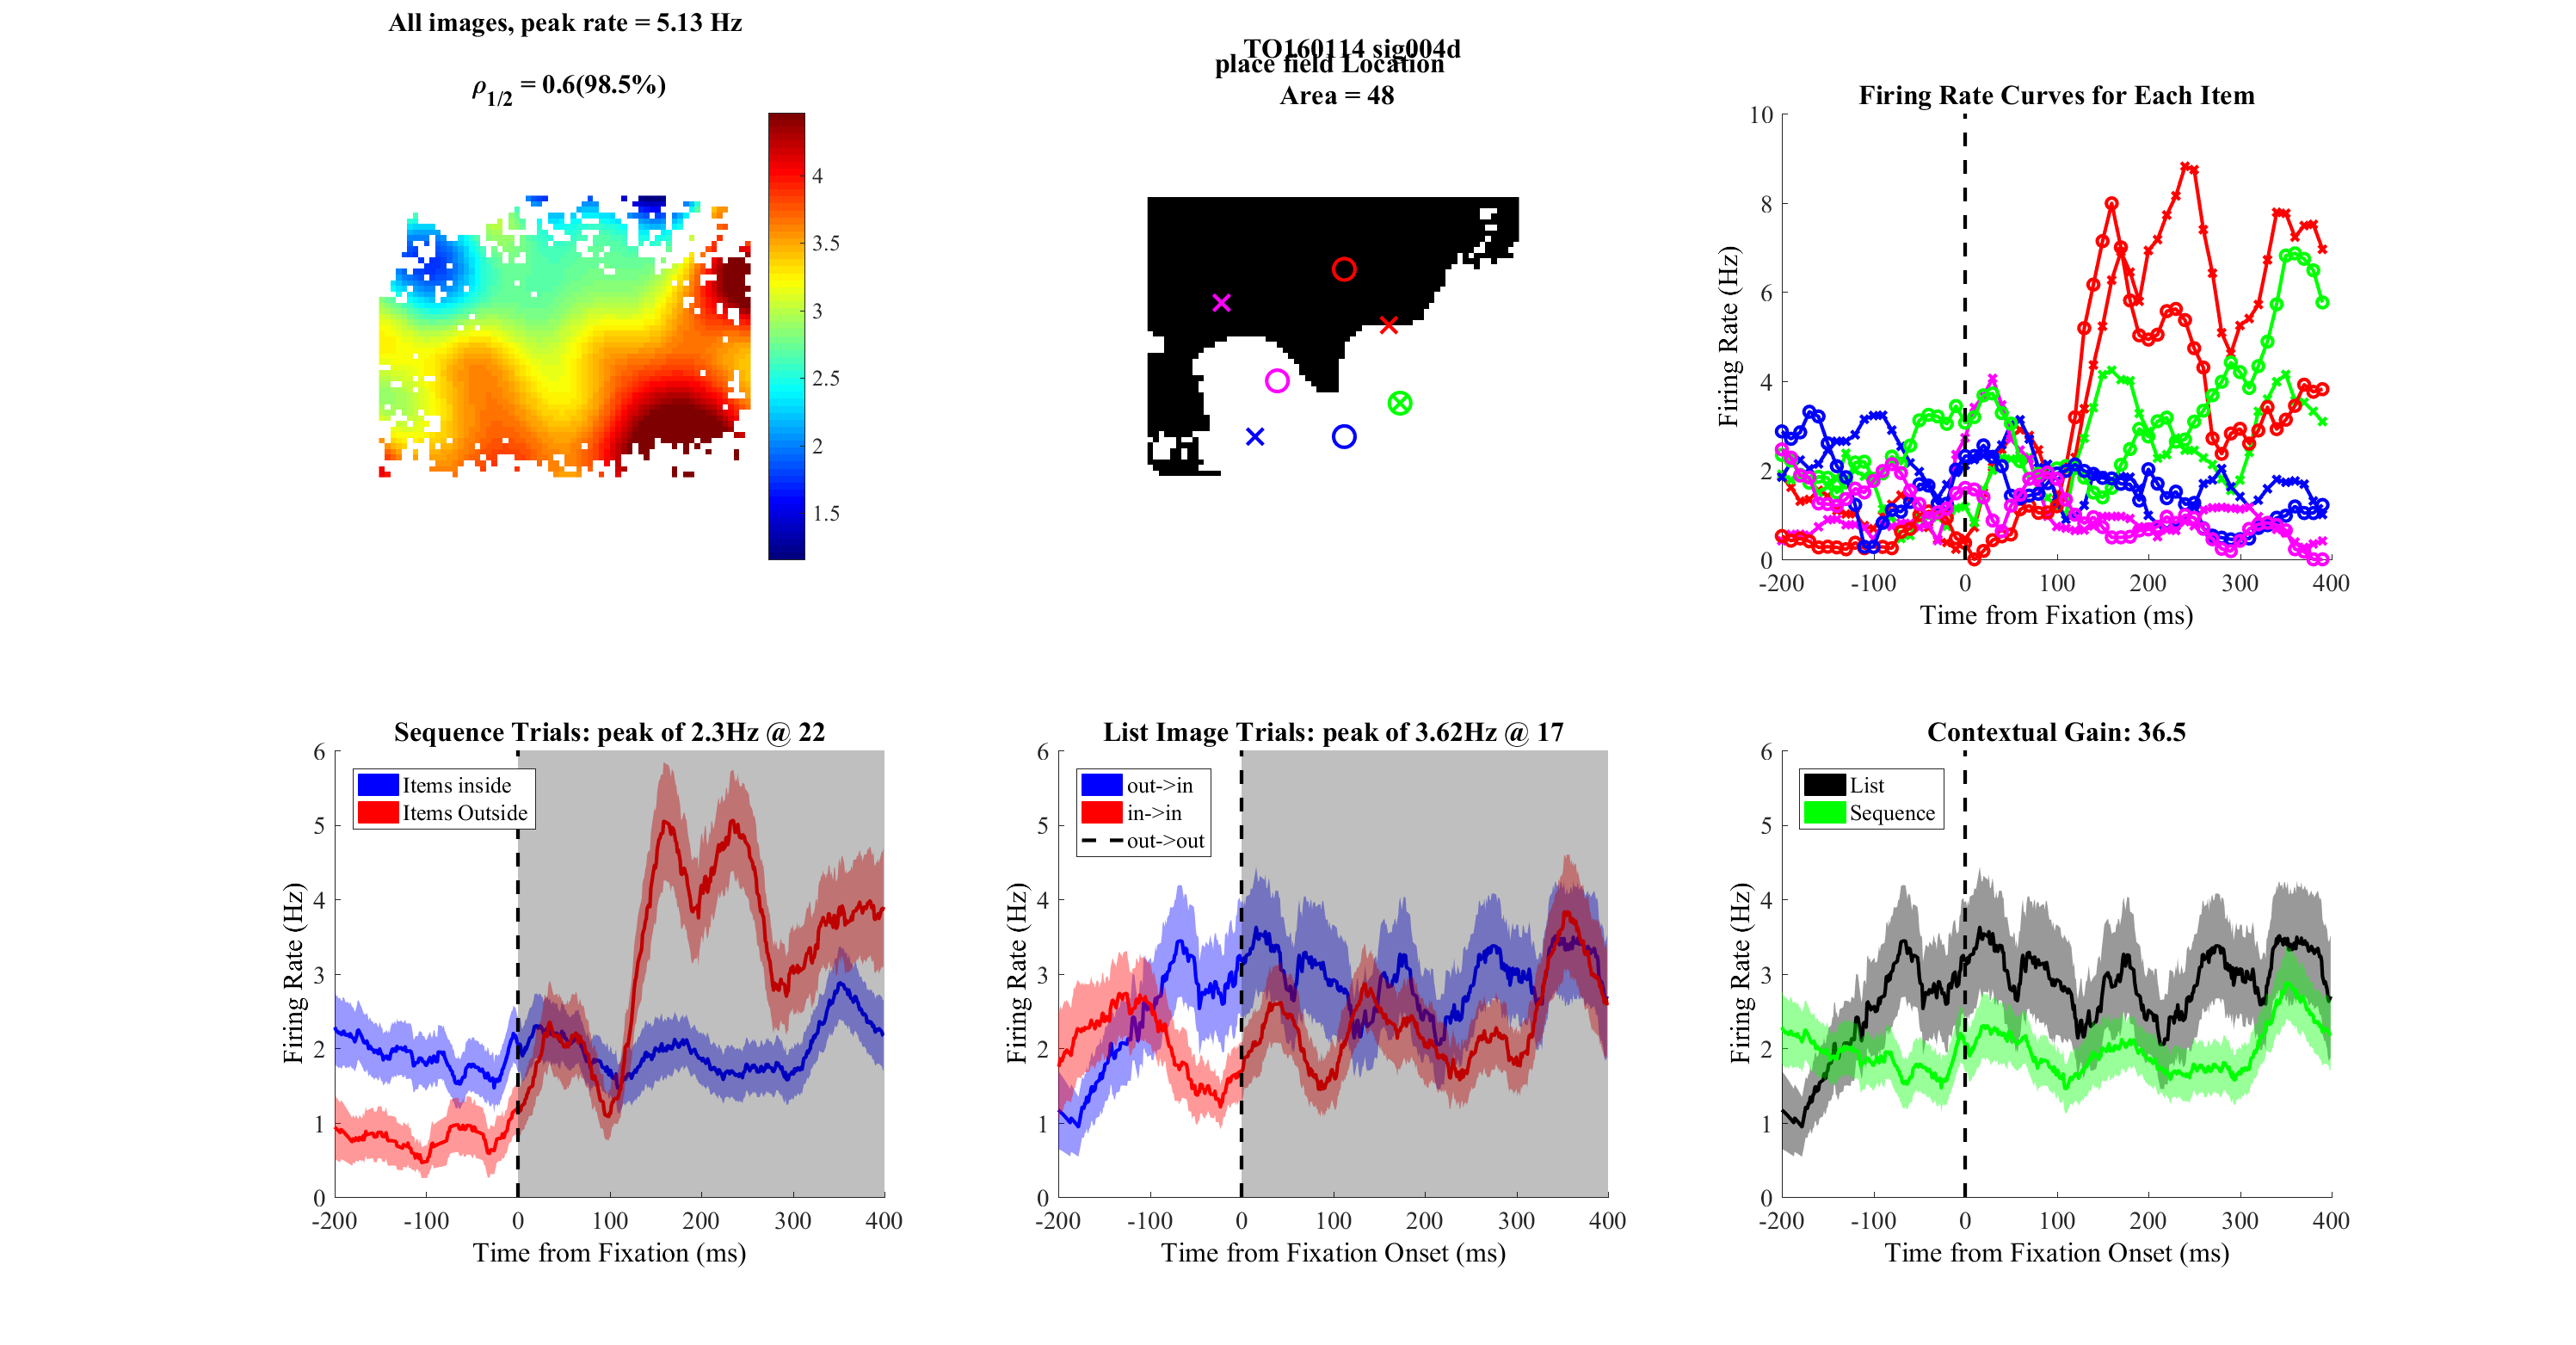 All images, peak rate = 5.13 Hz
ρ1/2 = 0.6(98.5%)
4
3.5
3
2.5
2
1.5
TO160114 sig004d
place field Location
Area = 48
Firing Rate Curves for Each Item
10
8
6
4
2
0
Firing Rate (Hz)
-200 -100 0 100 200 300 400
Time from Fixation (ms)
Sequence Trials: peak of 2.3Hz @ 22
Items inside
Items Outside
6
5
4
3
2
1
0
Firing Rate (Hz)
-200 -100 0 100 200 300 400
Time from Fixation (ms)
List Image Trials: peak of 3.62Hz @ 17
out->in
in->in
out->out
6
5
4
3
2
1
0
Firing Rate (Hz)
-200 -100 0 100 200 300 400
Time from Fixation Onset (ms)
Contextual Gain: 36.5
List
Sequence
6
5
4
3
2
1
0
Firing Rate (Hz)
-200 -100 0 100 200 300 400
Time from Fixation Onset (ms)